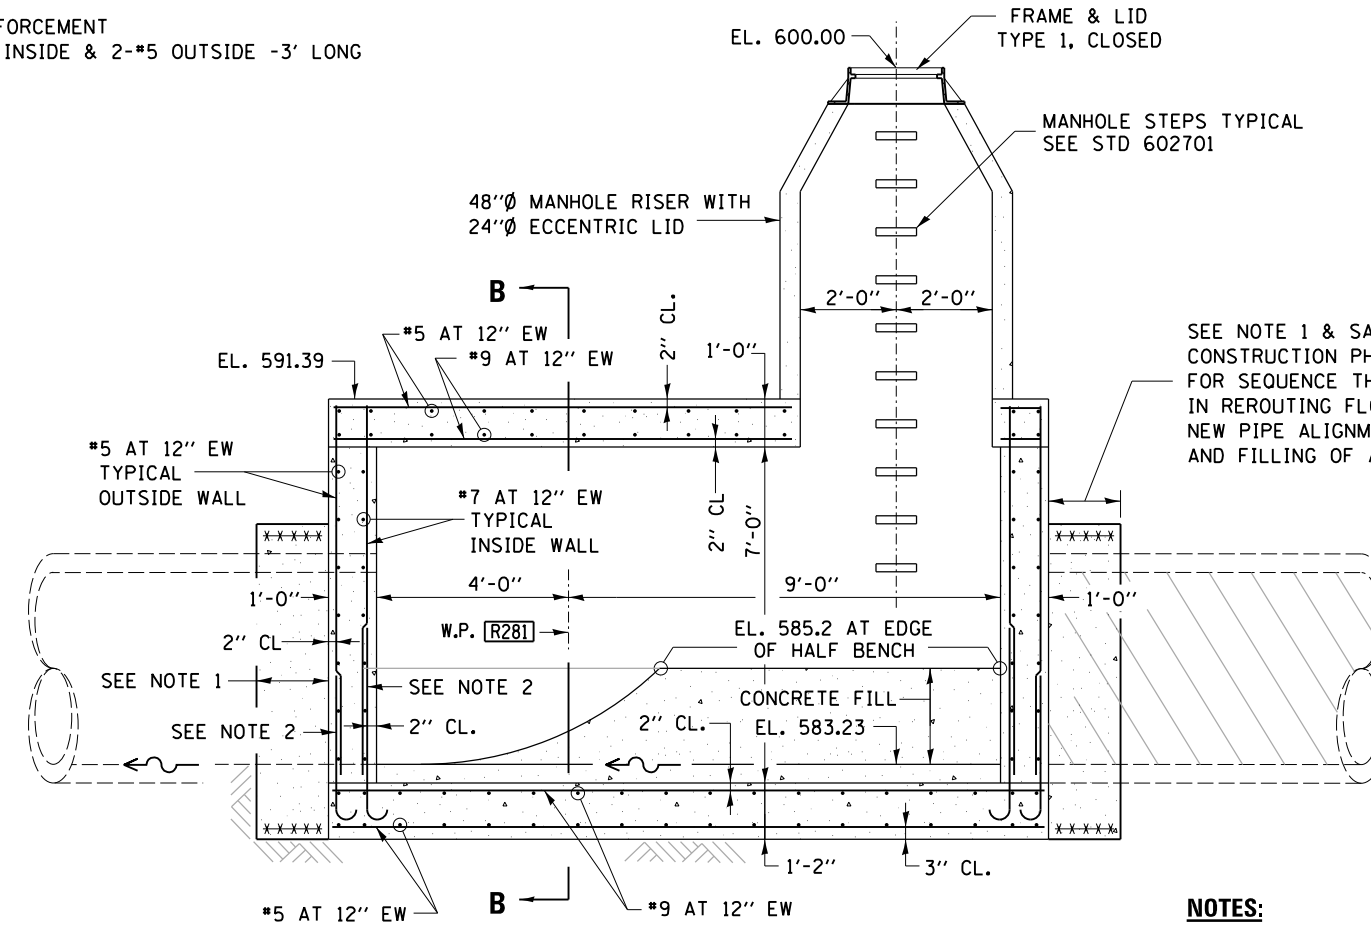 FORCEMENT
INSIDE & 2-#5 OUTSIDE -3' LONG
FRAME & LID
TYPE 1, CLOSED
EL. 600.00
MANHOLE STEPS TYPICAL
SEE STD 602701
48"Ø MANHOLE RISER WITH
24"Ø ECCENTRIC LID
B
2'-0"
2'-0"
2" CL.
#5 AT 12" EW
#9 AT 12" EW
1'-0"
EL. 591.39
SEE NOTE 1 & SA
CONSTRUCTION PH
FOR SEQUENCE TH
IN REROUTING FL
NEW PIPE ALIGNM
AND FILLING OF
#5 AT 12" EW
TYPICAL
OUTSIDE WALL
#7 AT 12" EW
TYPICAL
INSIDE WALL
2" CL
7'-0"
XXXXX
XXXXX
4'-0"
9'-0"
1'-0"
1'-0"
W.P. R281
EL. 585.2 AT EDGE
OF HALF BENCH
2" CL
SEE NOTE 1
SEE NOTE 2
CONCRETE FILL
2" CL.
2" CL.
EL. 583.23
SEE NOTE 2
XXXXX
XXXXX
1'-2"
3" CL.
#5 AT 12" EW
B
#9 AT 12" EW
NOTES: